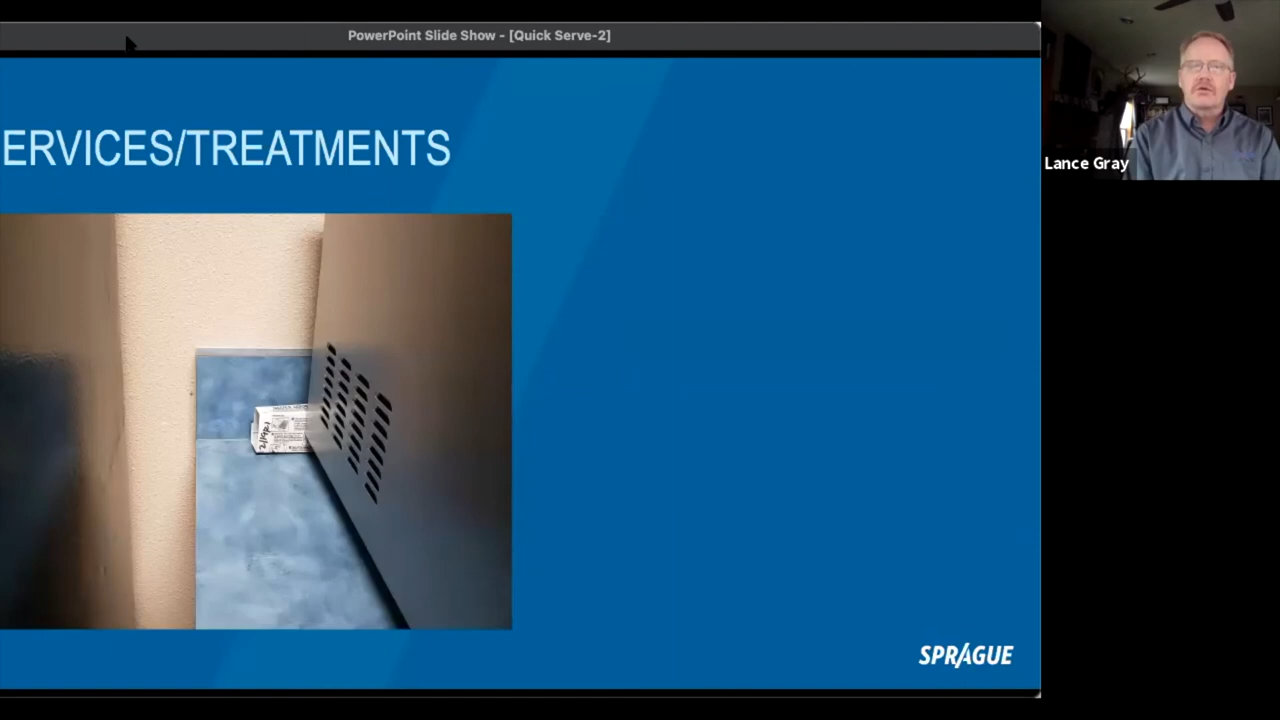 PowerPoint Slide Show - [Quick Serve-2]
ERVICES/TREATMENTS
Lance Gray
SPRAGUE